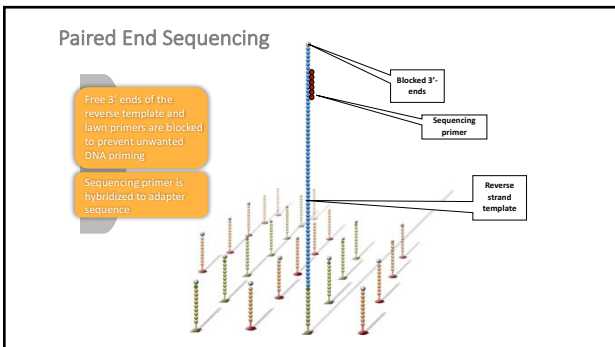 Paired End Sequencing
Free 3’ ends of the
reverse template and
lawn primers are blocked
to prevent unwanted
DNA priming
Sequencing primer is
hybridized to adapter
sequence
Blocked 3’-
ends
Sequencing
primer
Reverse
strand
template